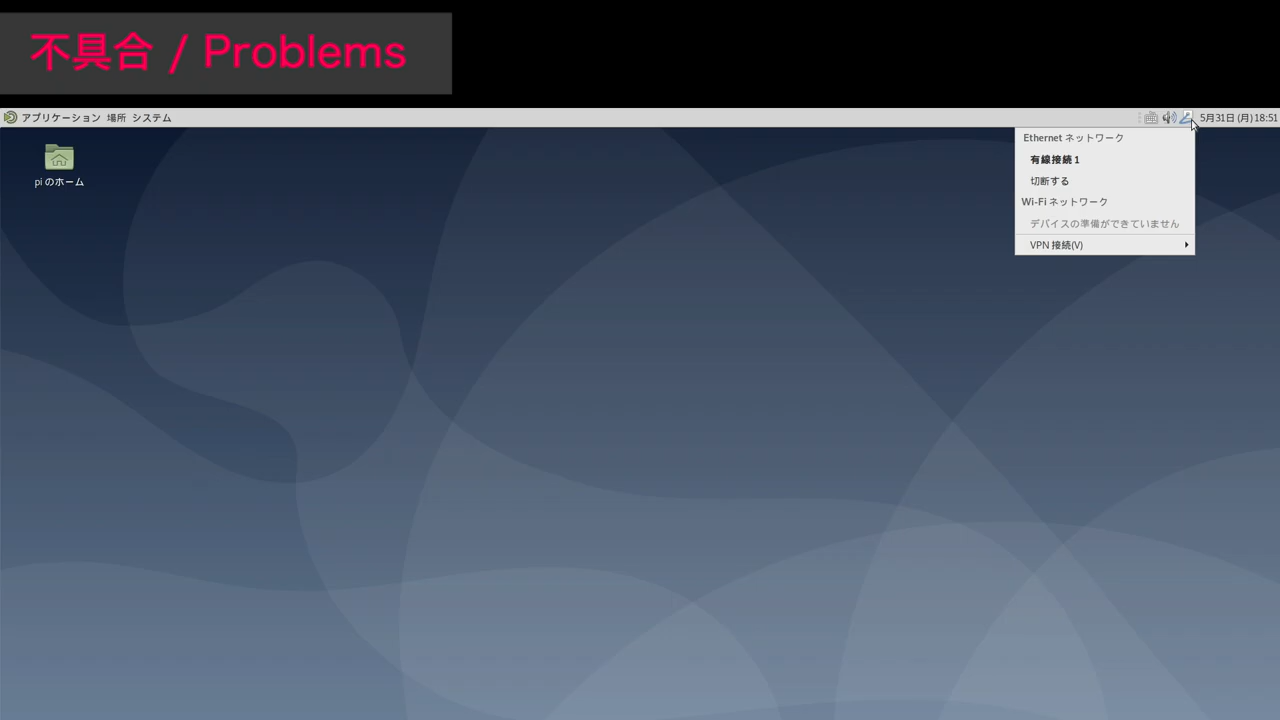 不具合 / Problems
アプリケーション 場所 システム
5月31日 (月) 18:51
pi のホーム
Ethernet ネットワーク
有線接続 1
切断する
Wi-Fi ネットワーク
デバイスの準備ができていません
VPN 接続(V)